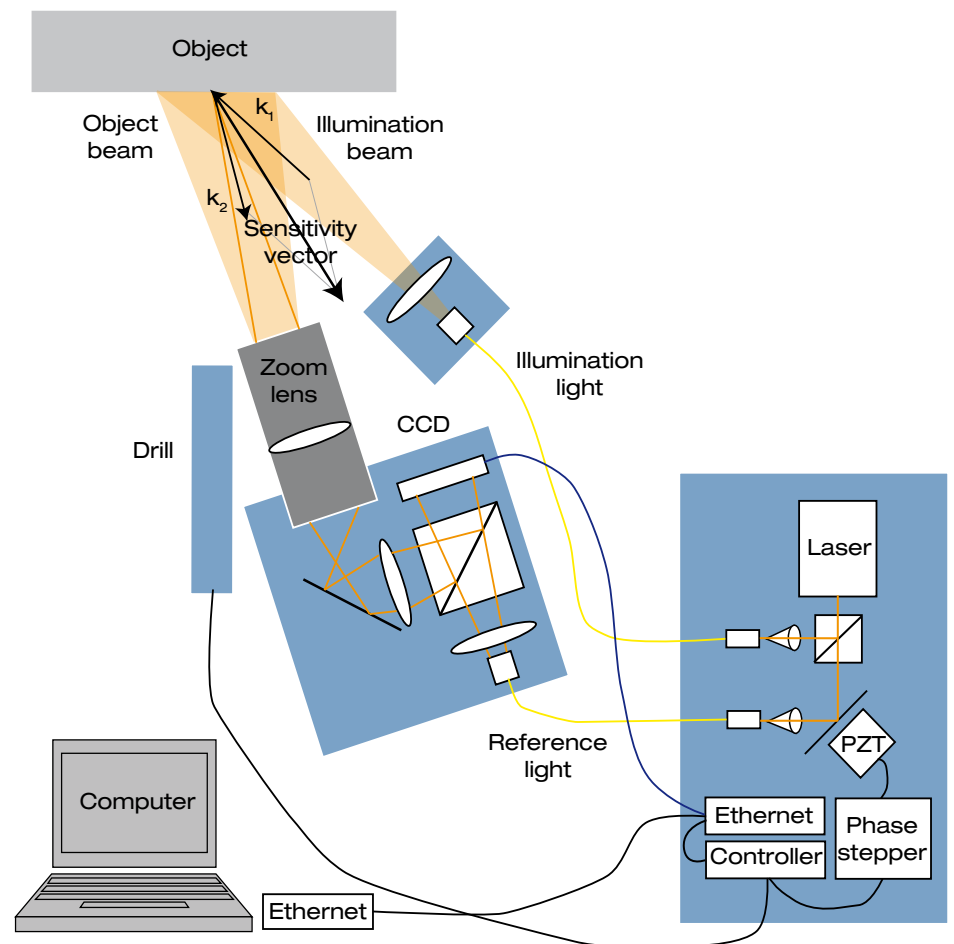 Object
k1
Object
beam
Illumination
beam
k2
Sensitivity
vector
Zoom
lens
Illumination
light
CCD
Drill
Laser
Reference
light
PZT
Computer
Ethernet
Phase
stepper
Controller
Ethernet